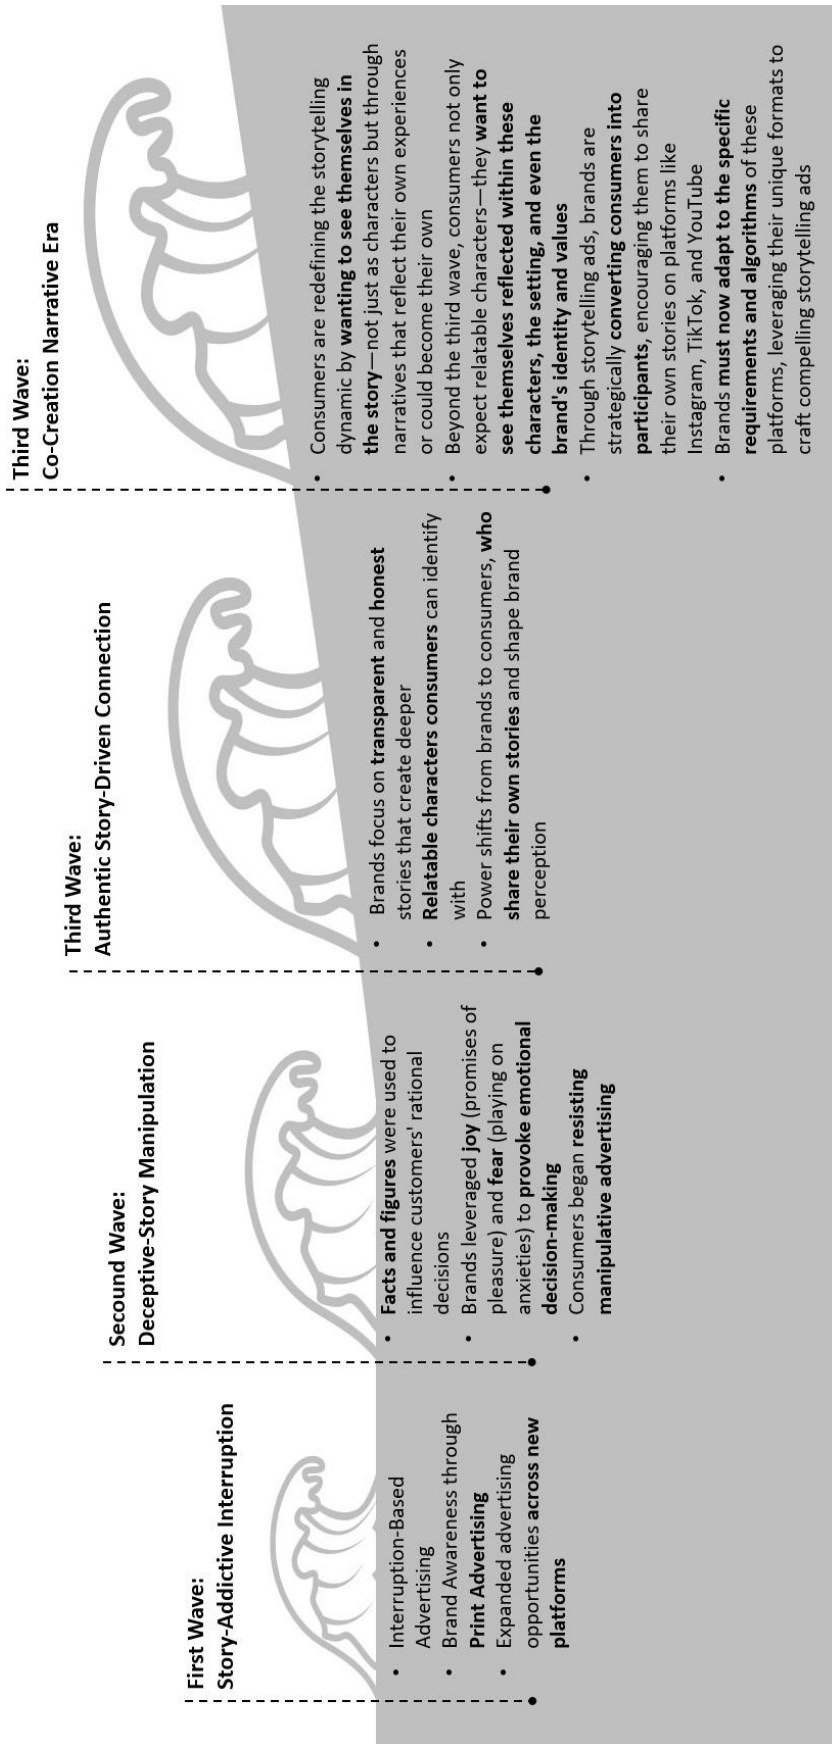 First Wave:
Story-Addictive Interruption
• Interruption-Based
Advertising
• Brand Awareness through
Print Advertising
• Expanded advertising
opportunities across new
platforms
Secound Wave:
Deceptive-Story Manipulation
• Facts and figures were used to
influence customers' rational
decisions
• Brands leveraged joy (promises of
pleasure) and fear (playing on
anxieties) to provoke emotional
decision-making
• Consumers began resisting
manipulative advertising
Third Wave:
Authentic Story-Driven Connection
• Brands focus on transparent and honest
stories that create deeper
• Relatable characters consumers can identify
with
• Power shifts from brands to consumers, who
share their own stories and shape brand
perception
Third Wave:
Co-Creation Narrative Era
• Consumers are redefining the storytelling
dynamic by wanting to see themselves in
the story—not just as characters but through
narratives that reflect their own experiences
or could become their own
• Beyond the third wave, consumers not only
expect relatable characters—they want to
see themselves reflected within these
characters, the setting, and even the
brand's identity and values
• Through storytelling ads, brands are
strategically converting consumers into
participants, encouraging them to share
their own stories on platforms like
Instagram, TikTok, and YouTube
• Brands must now adapt to the specific
requirements and algorithms of these
platforms, leveraging their unique formats to
craft compelling storytelling ads